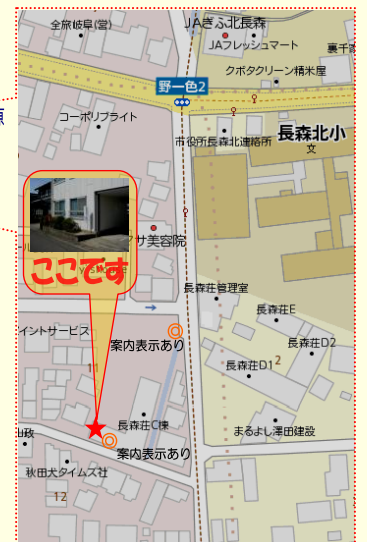 全旅岐阜(営)
JAぎふ北長森
JAフレッシュマート
裏千
クボタクリーン精米屋
野一色2
コーポリブライト
市役所長森北連絡所
長森北小
文
サ美容院
ここです
長森荘管理室
長森荘E
イントサービス
案内表示あり
長森荘D2
長森荘D1
2
11
長森荘C棟
まるよし澤田建設
案内表示あり
秋田犬タイムズ社
12